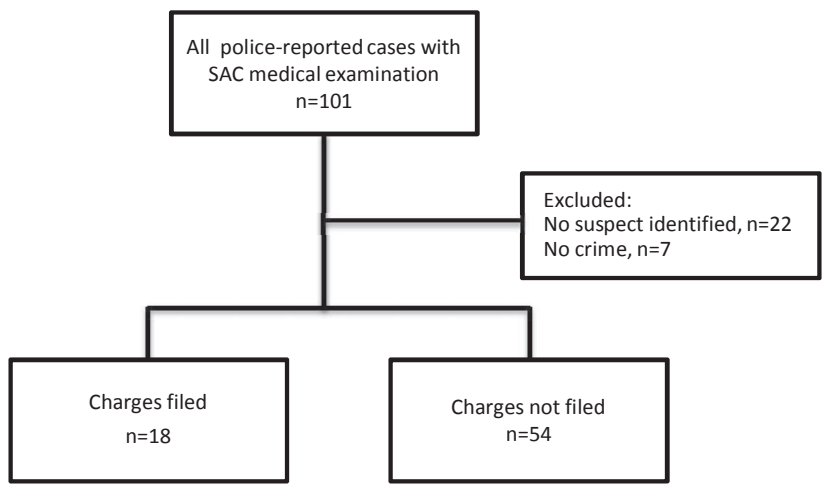 All police-reported cases with
SAC medical examination
n=101
Excluded:
No suspect identified, n=22
No crime, n=7
Charges filed
n=18
Charges not filed
n=54